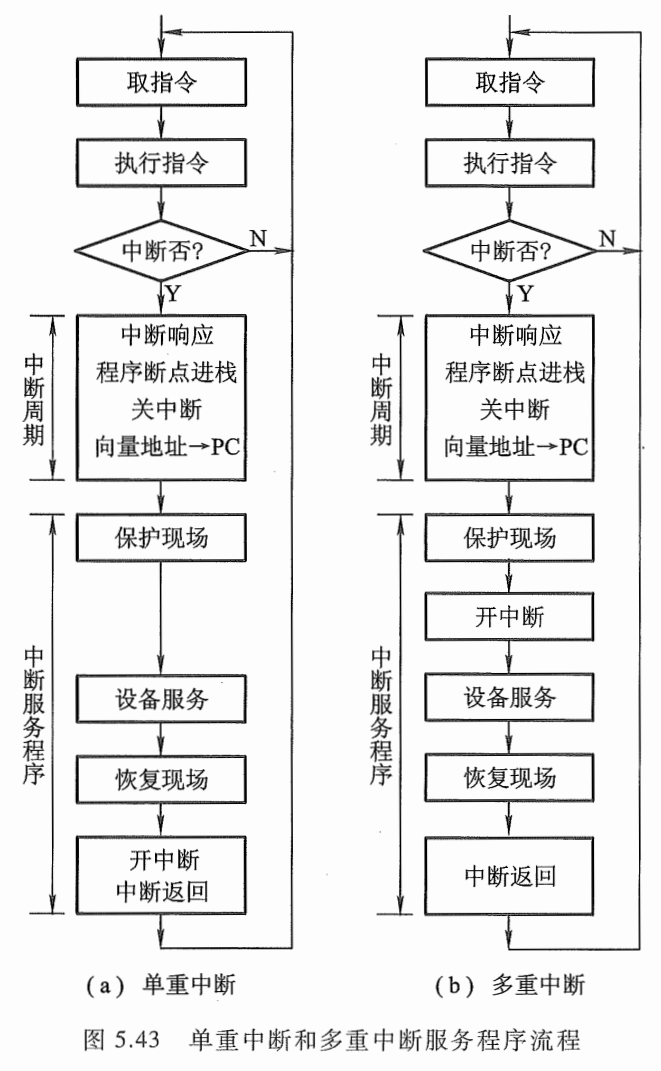 取指令
执行指令
中断否?
N
Y
中断周期
中断响应
程序断点进栈
关中断
向量地址→PC
中断服务程序
保护现场
设备服务
恢复现场
开中断
中断返回
(a) 单重中断
取指令
执行指令
中断否?
N
Y
中断周期
中断响应
程序断点进栈
关中断
向量地址→PC
中断服务程序
保护现场
开中断
设备服务
恢复现场
中断返回
(b) 多重中断
图 5.43 单重中断和多重中断服务程序流程